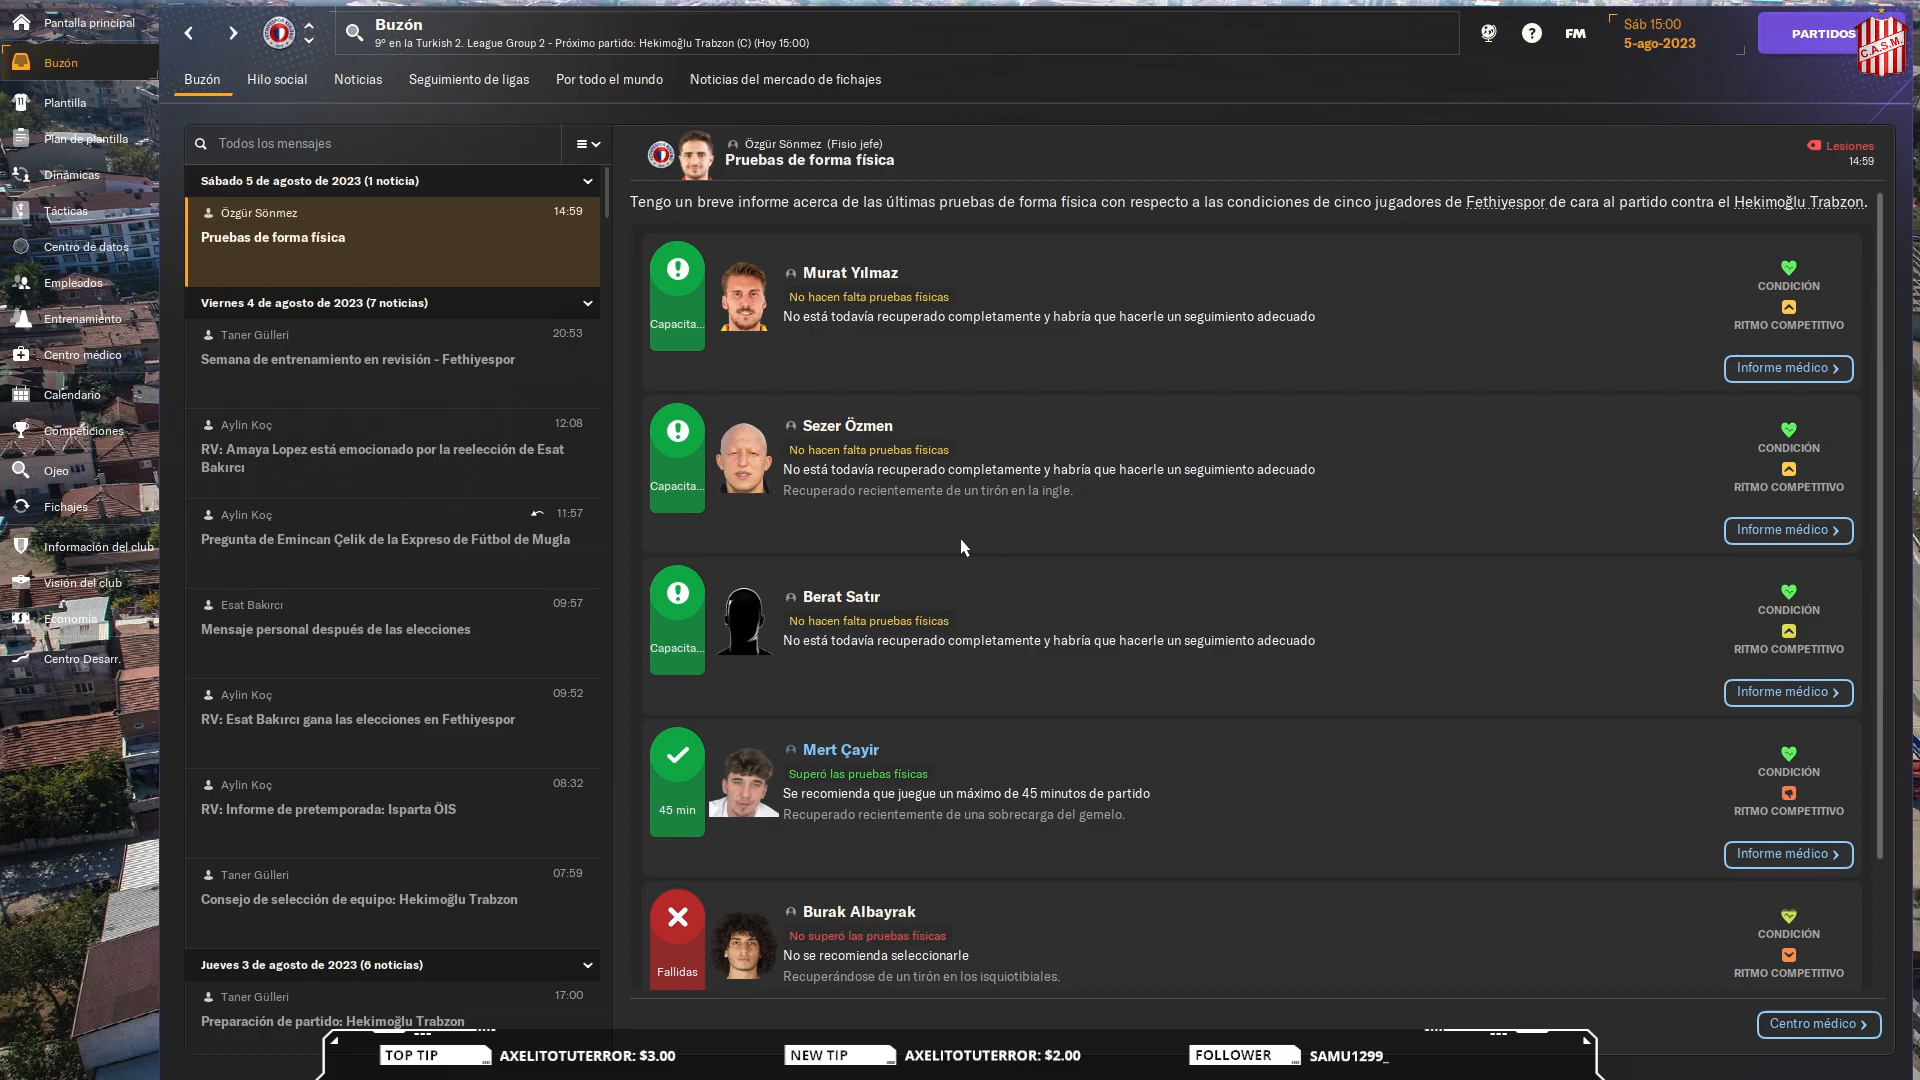 Pantalla principal
Buzón
Plantilla
Plan de plantilla
Dinámicas
Tácticas
Centro de datos
Empleados
Entrenamiento
Centro médico
Calendario
Competiciones
Ojeo
Fichajes
Información del club
Visión del club
Economía
Centro Desarr.
Buzón
9º en la Turkish 2. League Group 2 - Próximo partido: Hekimoğlu Trabzon (C) (Hoy 15:00)
FM
Sáb 15:00
5-ago-2023
PARTIDOS
C.A.S.M.
Buzón
Hilo social
Noticias
Seguimiento de ligas
Por todo el mundo
Noticias del mercado de fichajes
Todos los mensajes
Sábado 5 de agosto de 2023 (1 noticia)
Özgür Sönmez 14:59
Pruebas de forma física
Viernes 4 de agosto de 2023 (7 noticias)
Taner Gülleri 20:53
Semana de entrenamiento en revisión - Fethiyespor
Aylin Koç 12:08
RV: Amaya Lopez está emocionado por la reelección de Esat
Bakırcı
Aylin Koç 11:57
Pregunta de Emincan Çelik de la Expreso de Fútbol de Mugla
Esat Bakırcı 09:57
Mensaje personal después de las elecciones
Aylin Koç 09:52
RV: Esat Bakırcı gana las elecciones en Fethiyespor
Aylin Koç 08:32
RV: Informe de pretemporada: Isparta ÖIS
Taner Gülleri 07:59
Consejo de selección de equipo: Hekimoğlu Trabzon
Jueves 3 de agosto de 2023 (6 noticias)
Taner Gülleri 17:00
Preparación de partido: Hekimoğlu Trabzon
Özgür Sönmez (Fisio jefe)
Pruebas de forma física
Lesiones
14:59
Tengo un breve informe acerca de las últimas pruebas de forma física con respecto a las condiciones de cinco jugadores de Fethiyespor de cara al partido contra el Hekimoğlu Trabzon.
Capacita...
Murat Yılmaz
No hacen falta pruebas físicas
No está todavía recuperado completamente y habría que hacerle un seguimiento adecuado
CONDICIÓN
RITMO COMPETITIVO
Informe médico
Capacita...
Sezer Özmen
No hacen falta pruebas físicas
No está todavía recuperado completamente y habría que hacerle un seguimiento adecuado
Recuperado recientemente de un tirón en la ingle.
CONDICIÓN
RITMO COMPETITIVO
Informe médico
Capacita...
Berat Satır
No hacen falta pruebas físicas
No está todavía recuperado completamente y habría que hacerle un seguimiento adecuado
CONDICIÓN
RITMO COMPETITIVO
Informe médico
45 min
Mert Çayir
Superó las pruebas físicas
Se recomienda que juegue un máximo de 45 minutos de partido
Recuperado recientemente de una sobrecarga del gemelo.
CONDICIÓN
RITMO COMPETITIVO
Informe médico
Fallidas
Burak Albayrak
No superó las pruebas físicas
No se recomienda seleccionarle
Recuperándose de un tirón en los isquiotibiales.
CONDICIÓN
RITMO COMPETITIVO
Centro médico
TOP TIP AXELITOTUTERROR: $3.00
NEW TIP AXELITOTUTERROR: $2.00
FOLLOWER SAMU1299_